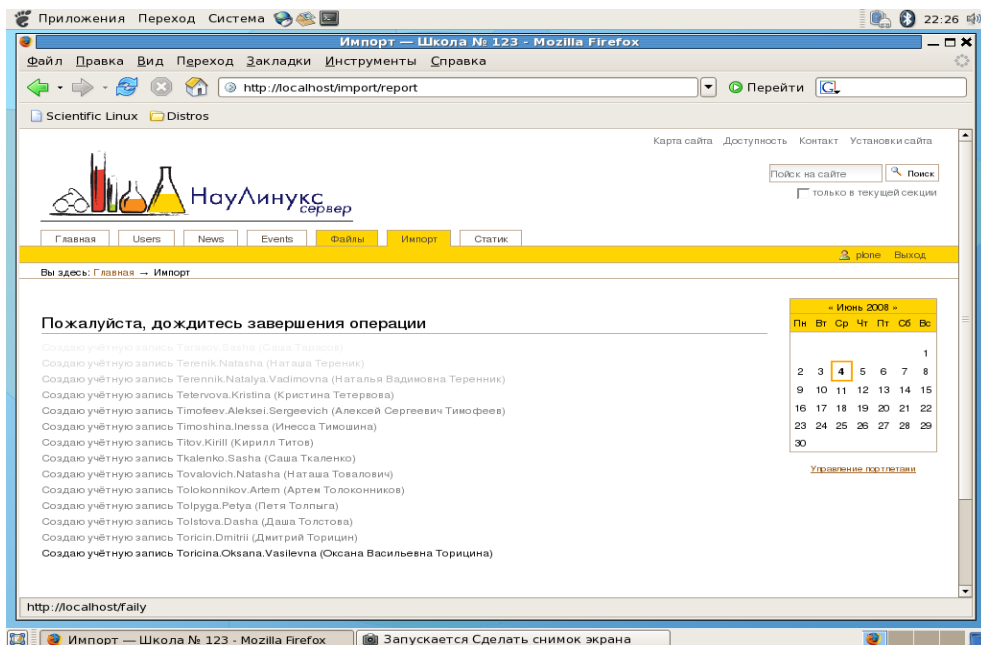 Приложения Переход Система 22:26
Импорт — Школа № 123 - Mozilla Firefox
Файл Правка Вид Переход Закладки Инструменты Справка
http://localhost/import/report Перейти G
Scientific Linux Distros
Карта сайта Доступность Контакт Установки сайта
Поиск на сайте Поиск
только в текущей секции
НауЛинукс
сервер
Главная Users News Events Файлы Импорт Статик
plone Выход
Вы здесь: Главная → Импорт
Пожалуйста, дождитесь завершения операции
Создаю учётную запись Tarasov.Sasha (Саша Тарасов)
Создаю учётную запись Terenik.Natasha (Наташа Тереник)
Создаю учётную запись Terennik.Natalya.Vadimovna (Наталья Вадимовна Теренник)
Создаю учётную запись Tetervova.Kristina (Кристина Тетервова)
Создаю учётную запись Timofeev.Aleksei.Sergeevich (Алексей Сергеевич Тимофеев)
Создаю учётную запись Timoshina.Inessa (Инесса Тимошина)
Создаю учётную запись Titov.Kirill (Кирилл Титов)
Создаю учётную запись Tkalenko.Sasha (Саша Ткаленко)
Создаю учётную запись Tovalovich.Natasha (Наташа Товалович)
Создаю учётную запись Tolokonnikov.Artem (Артем Толоконников)
Создаю учётную запись Tolpyga.Petya (Петя Толпыга)
Создаю учётную запись Tolstova.Dasha (Даша Толстова)
Создаю учётную запись Toricin.Dmitrii (Дмитрий Торицин)
Создаю учётную запись Toricina.Oksana.Vasilevna (Оксана Васильевна Торицина)
« Июнь 2008 »
Пн Вт Ср Чт Пт Сб Вс
1
2 3 4 5 6 7 8
9 10 11 12 13 14 15
16 17 18 19 20 21 22
23 24 25 26 27 28 29
30
Управление портлетами
http://localhost/faily
Импорт — Школа № 123 - Mozilla Firefox Запускается Сделать снимок экрана